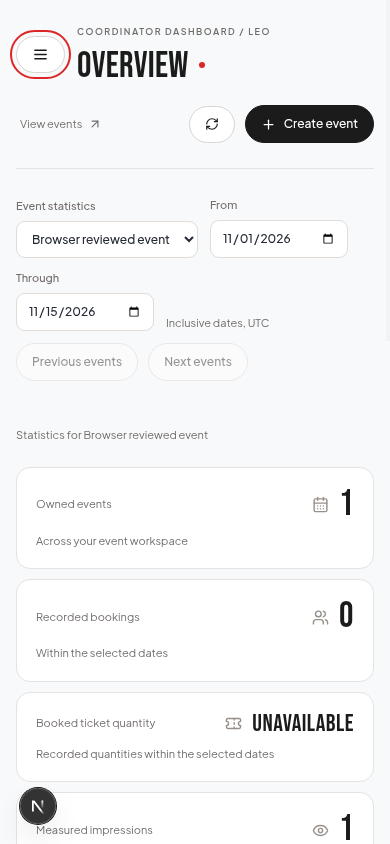 COORDINATOR DASHBOARD / LEO
OVERVIEW
View events
Create event
Event statistics
From
Browser reviewed event
11/01/2026
Through
11/15/2026
Inclusive dates, UTC
Previous events
Next events
Statistics for Browser reviewed event
Owned events
1
Across your event workspace
Recorded bookings
0
Within the selected dates
Booked ticket quantity
UNAVAILABLE
Recorded quantities within the selected dates
N
Measured impressions
1